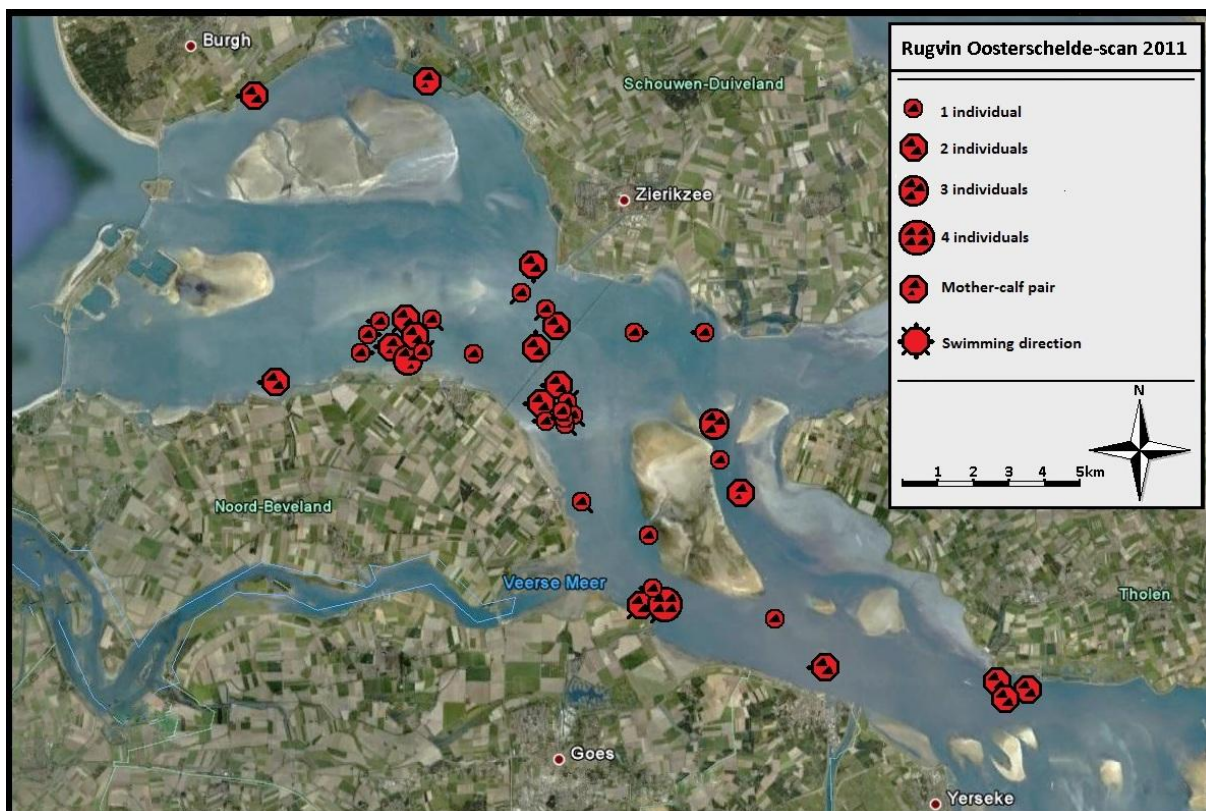 Rugvin Oosterschelde-scan 2011
1 individual
2 individuals
3 individuals
4 individuals
Mother-calf pair
Swimming direction
N
1 2 3 4 5km
Burgh
Schouwen-Duiveland
Zierikzee
Noord-Beveland
Veerse Meer
Tholen
Goes
Yerseke